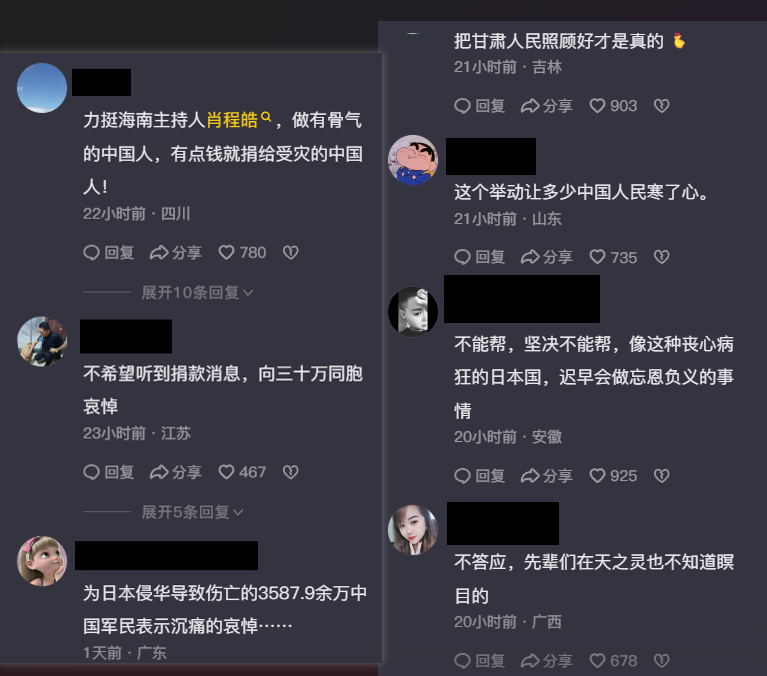 力挺海南主持人肖程皓，做有骨气
的中国人，有点钱就捐给受灾的中国
人！
22小时前·四川
回复 分享 780
展开10条回复
不希望听到捐款消息，向三十万同胞
哀悼
23小时前·江苏
回复 分享 467
展开5条回复
为日本侵华导致伤亡的3587.9余万中
国军民表示沉痛的哀悼……
1天前·广东
把甘肃人民照顾好才是真的
21小时前·吉林
回复 分享 903
这个举动让多少中国人民寒了心。
21小时前·山东
回复 分享 735
不能帮，坚决不能帮，像这种丧心病
狂的日本国，迟早会做忘恩负义的事
情
20小时前·安徽
回复 分享 925
不答应，先辈们在天之灵也不知道瞑
目的
20小时前·广西
回复 分享 678